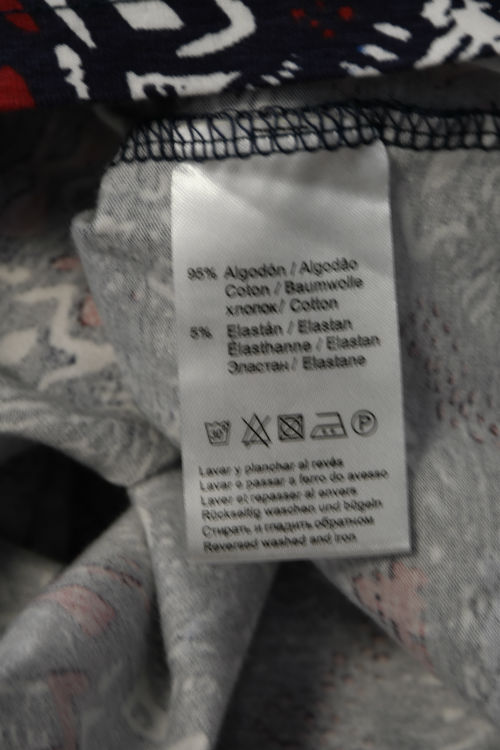 95% Algodón / Algodão
Coton / Baumwolle
хлопок/ Cotton
5% Elastán / Elastan
Élasthanne / Elastan
Эластан / Elastane
30° P
Lavar y planchar al revés
Lavar e passar a ferro do avesso
Laver et repasser al envers
Rückseitig waschen und bügeln
Стирать и гладить обратном
Reversed washed and iron